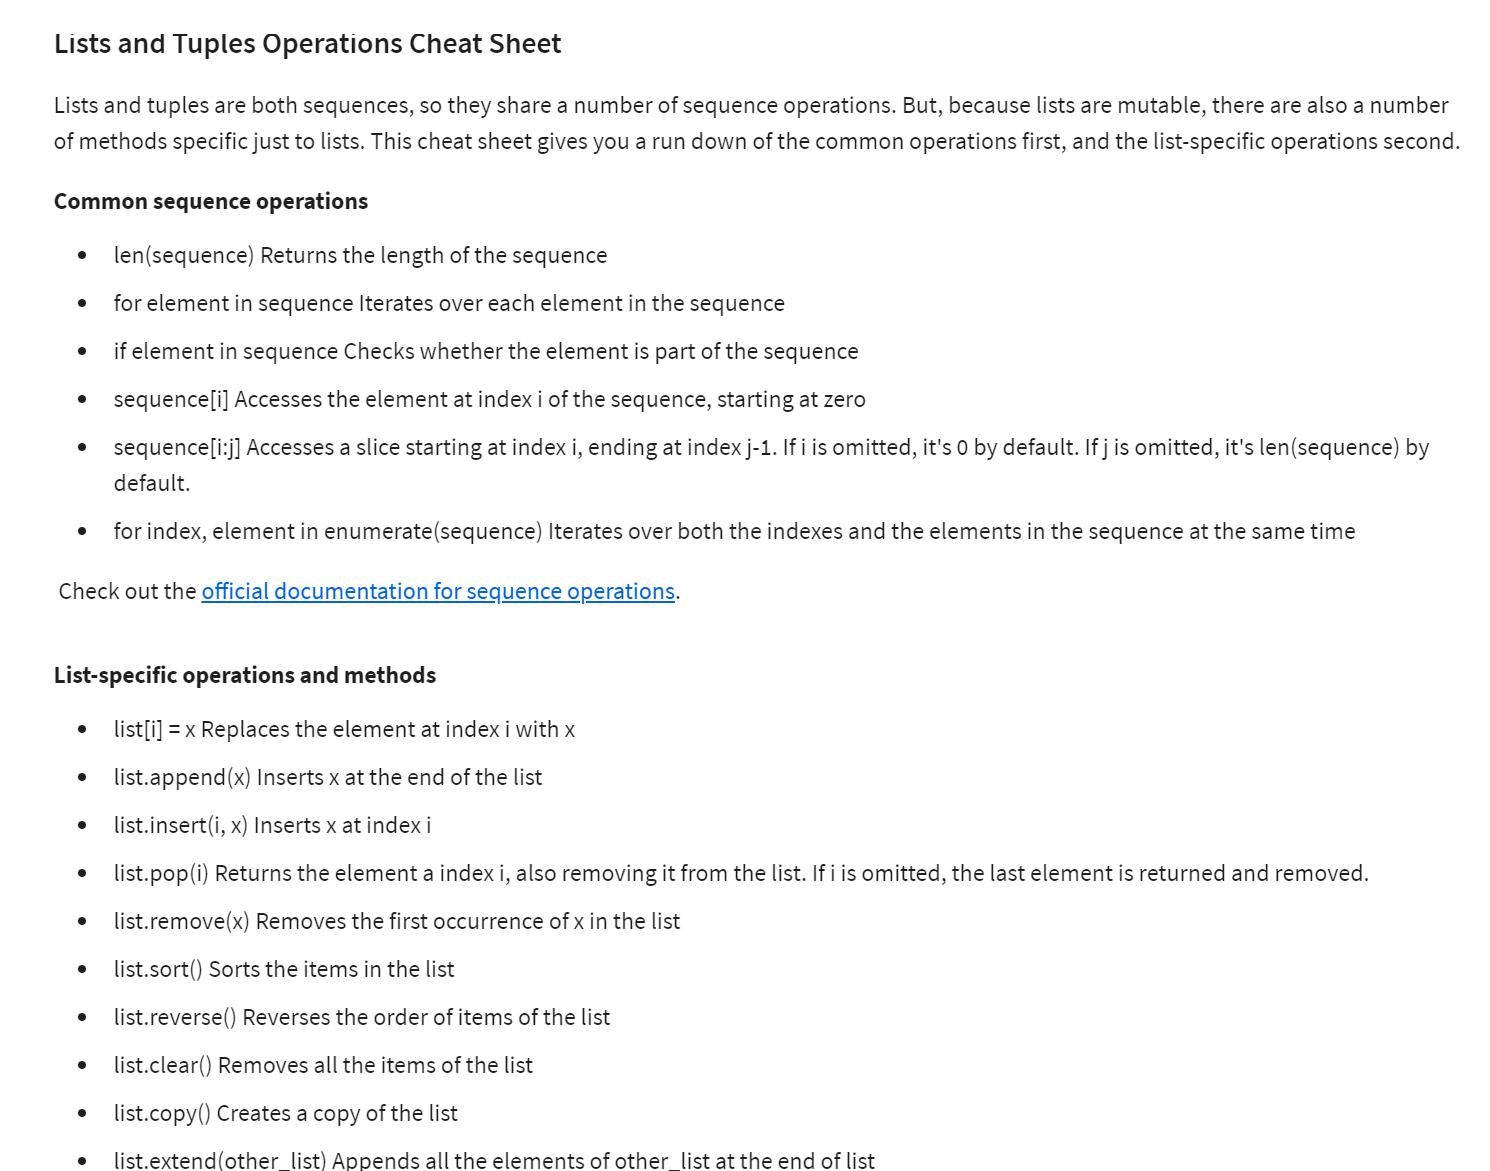 Lists and Tuples Operations Cheat Sheet
Lists and tuples are both sequences, so they share a number of sequence operations. But, because lists are mutable, there are also a number
of methods specific just to lists. This cheat sheet gives you a run down of the common operations first, and the list-specific operations second.
Common sequence operations
• len(sequence) Returns the length of the sequence
• for element in sequence Iterates over each element in the sequence
• if element in sequence Checks whether the element is part of the sequence
• sequence[i] Accesses the element at index i of the sequence, starting at zero
• sequence[i:j] Accesses a slice starting at index i, ending at index j-1. If i is omitted, it's 0 by default. If j is omitted, it's len(sequence) by
default.
• for index, element in enumerate(sequence) Iterates over both the indexes and the elements in the sequence at the same time
Check out the official documentation for sequence operations.
List-specific operations and methods
• list[i] = x Replaces the element at index i with x
• list.append(x) Inserts x at the end of the list
• list.insert(i, x) Inserts x at index i
• list.pop(i) Returns the element a index i, also removing it from the list. If i is omitted, the last element is returned and removed.
• list.remove(x) Removes the first occurrence of x in the list
• list.sort() Sorts the items in the list
• list.reverse() Reverses the order of items of the list
• list.clear() Removes all the items of the list
• list.copy() Creates a copy of the list
• list.extend(other_list) Appends all the elements of other_list at the end of list